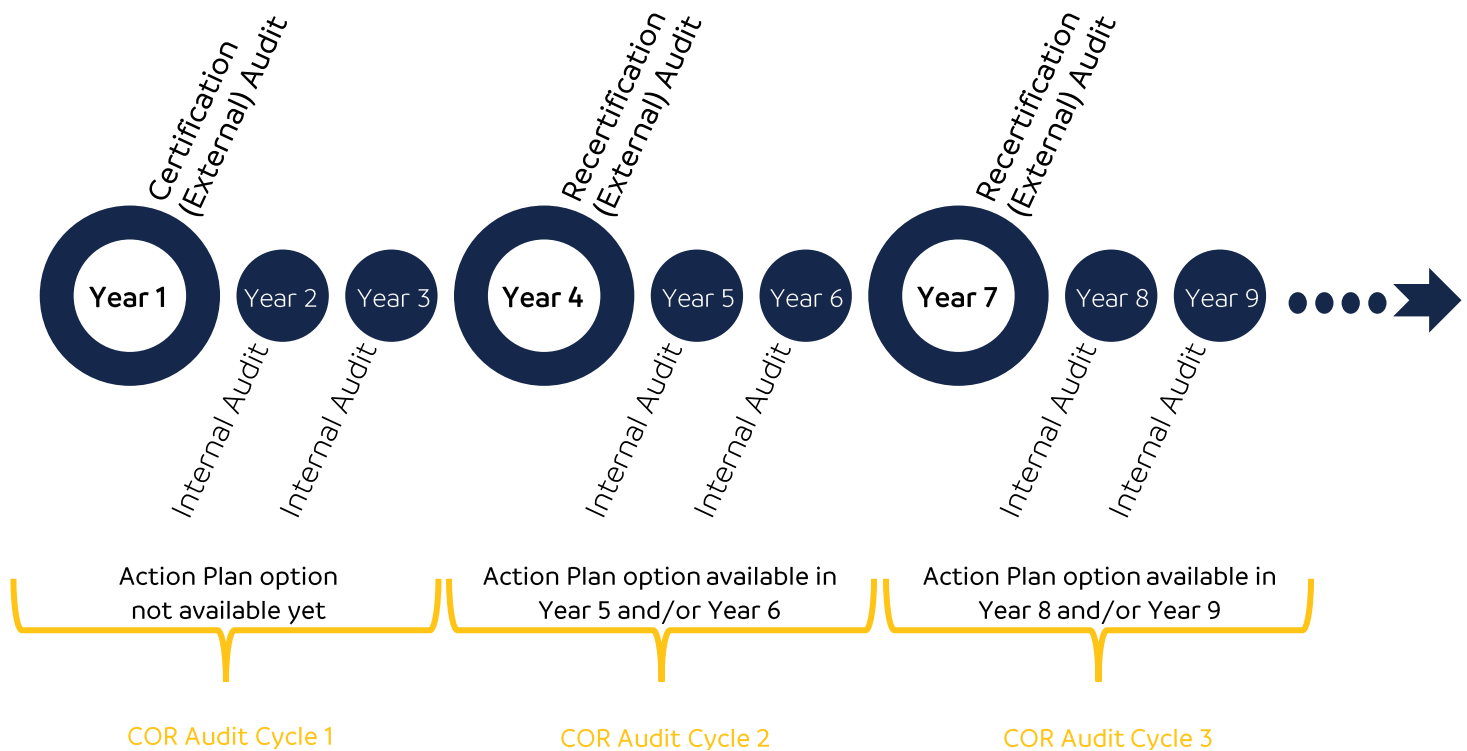 Certification
(External) Audit
Recertification
(External) Audit
Recertification
(External) Audit
Year 1
Year 2
Year 3
Year 4
Year 5
Year 6
Year 7
Year 8
Year 9
Internal Audit
Internal Audit
Internal Audit
Internal Audit
Internal Audit
Internal Audit
Action Plan option
not available yet
Action Plan option available in
Year 5 and/or Year 6
Action Plan option available in
Year 8 and/or Year 9
COR Audit Cycle 1
COR Audit Cycle 2
COR Audit Cycle 3